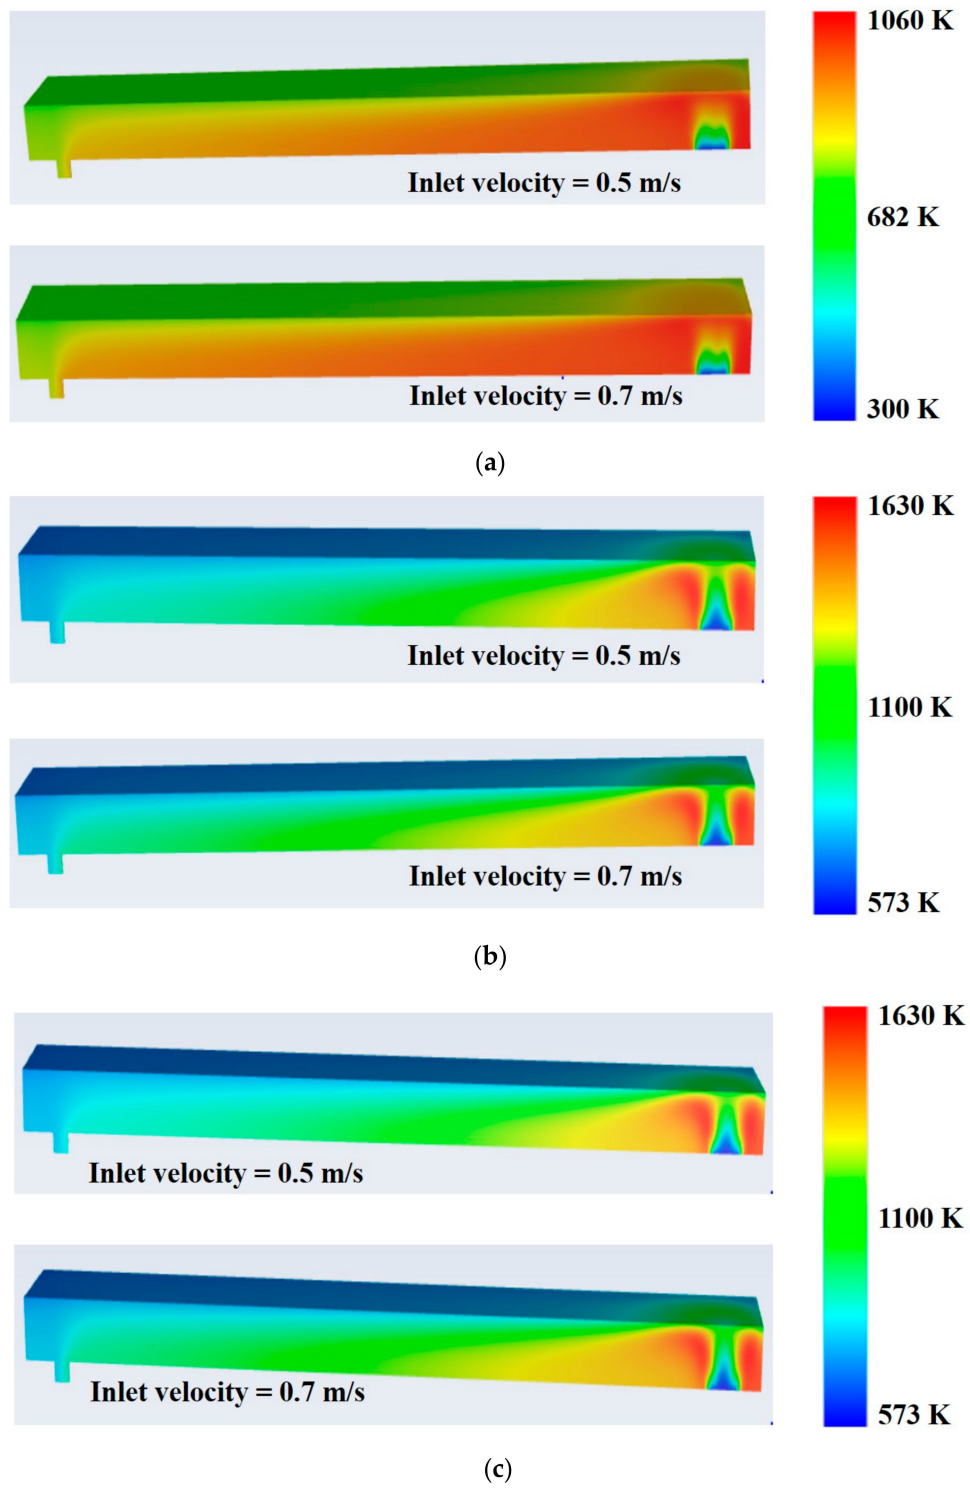 1060 K
Inlet velocity = 0.5 m/s
682 K
Inlet velocity = 0.7 m/s
300 K
(a)
1630 K
Inlet velocity = 0.5 m/s
1100 K
Inlet velocity = 0.7 m/s
573 K
(b)
1630 K
Inlet velocity = 0.5 m/s
1100 K
Inlet velocity = 0.7 m/s
573 K
(c)